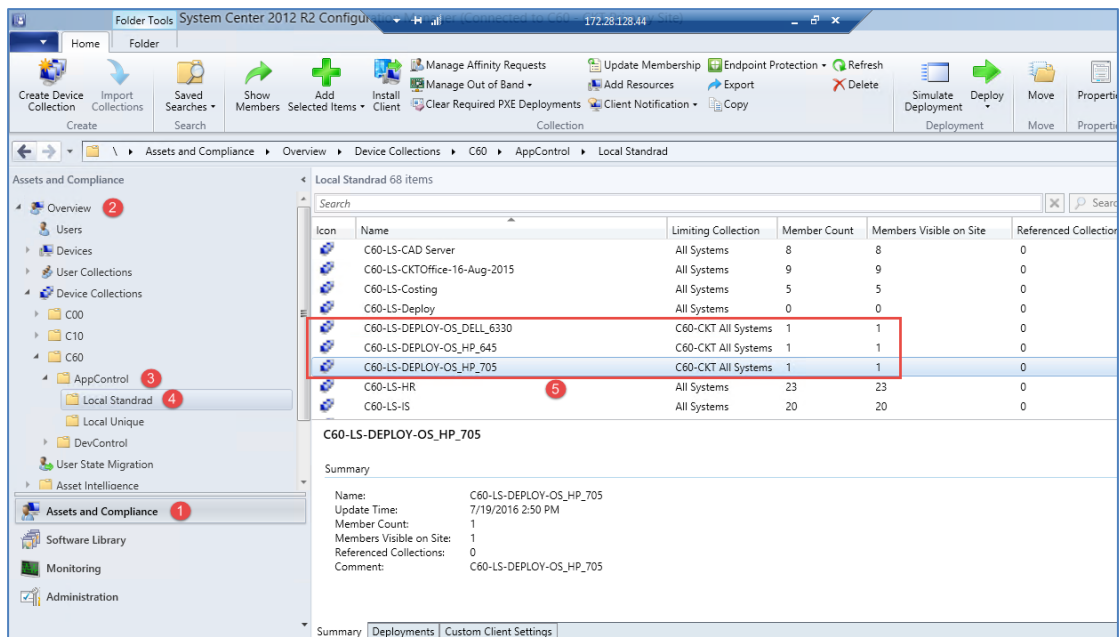 Folder Tools System Center 2012 R2 Configuration Manager (Connected to C60 - CKT Primary Site) 172.28.128.44
Home Folder
Create Device Collection
Import Collections
Saved Searches
Show Members
Add Selected Items
Install Client
Manage Affinity Requests
Manage Out of Band
Clear Required PXE Deployments
Update Membership
Add Resources
Client Notification
Endpoint Protection
Export
Copy
Refresh
Delete
Simulate Deployment
Deploy
Move
Properti
Create Search Collection Deployment Move Properti
\ Assets and Compliance Overview Device Collections C60 AppControl Local Standrad
Assets and Compliance
Overview 2
Users
Devices
User Collections
Device Collections
C00
C10
C60
AppControl 3
Local Standrad 4
Local Unique
DevControl
User State Migration
Asset Intelligence
Assets and Compliance 1
Software Library
Monitoring
Administration
Local Standrad 68 items
Search Searc
Icon Name Limiting Collection Member Count Members Visible on Site Referenced Collection
C60-LS-CAD Server All Systems 8 8 0
C60-LS-CKTOffice-16-Aug-2015 All Systems 9 9 0
C60-LS-Costing All Systems 5 5 0
C60-LS-Deploy All Systems 0 0 0
C60-LS-DEPLOY-OS_DELL_6330 C60-CKT All Systems 1 1 0
C60-LS-DEPLOY-OS_HP_645 C60-CKT All Systems 1 1 0
C60-LS-DEPLOY-OS_HP_705 C60-CKT All Systems 1 1 0
C60-LS-HR All Systems 23 23 0
5
C60-LS-IS All Systems 20 20 0
C60-LS-DEPLOY-OS_HP_705
Summary
Name: C60-LS-DEPLOY-OS_HP_705
Update Time: 7/19/2016 2:50 PM
Member Count: 1
Members Visible on Site: 1
Referenced Collections: 0
Comment: C60-LS-DEPLOY-OS_HP_705
Summary Deployments Custom Client Settings